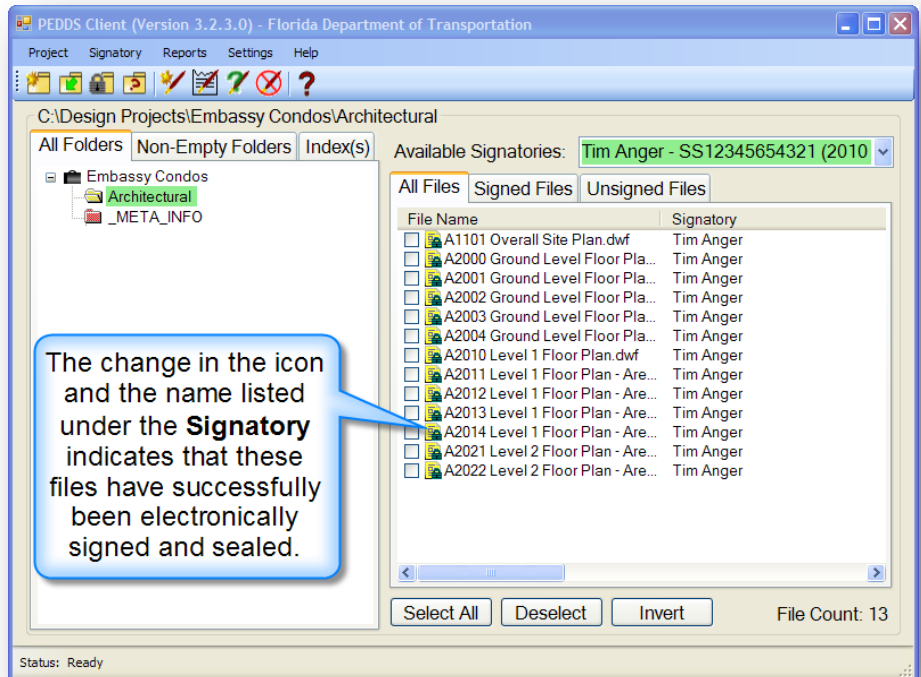 PEDDS Client (Version 3.2.3.0) - Florida Department of Transportation
Project Signatory Reports Settings Help
C:\Design Projects\Embassy Condos\Architectural
All Folders Non-Empty Folders Index(s)
Embassy Condos
Architectural
_META_INFO
The change in the icon
and the name listed
under the Signatory
indicates that these
files have successfully
been electronically
signed and sealed.
Available Signatories: Tim Anger - SS12345654321 (2010
All Files Signed Files Unsigned Files
File Name Signatory
A1101 Overall Site Plan.dwf Tim Anger
A2000 Ground Level Floor Pla... Tim Anger
A2001 Ground Level Floor Pla... Tim Anger
A2002 Ground Level Floor Pla... Tim Anger
A2003 Ground Level Floor Pla... Tim Anger
A2004 Ground Level Floor Pla... Tim Anger
A2010 Level 1 Floor Plan.dwf Tim Anger
A2011 Level 1 Floor Plan - Are... Tim Anger
A2012 Level 1 Floor Plan - Are... Tim Anger
A2013 Level 1 Floor Plan - Are... Tim Anger
A2014 Level 1 Floor Plan - Are... Tim Anger
A2021 Level 2 Floor Plan - Are... Tim Anger
A2022 Level 2 Floor Plan - Are... Tim Anger
Select All Deselect Invert File Count: 13
Status: Ready